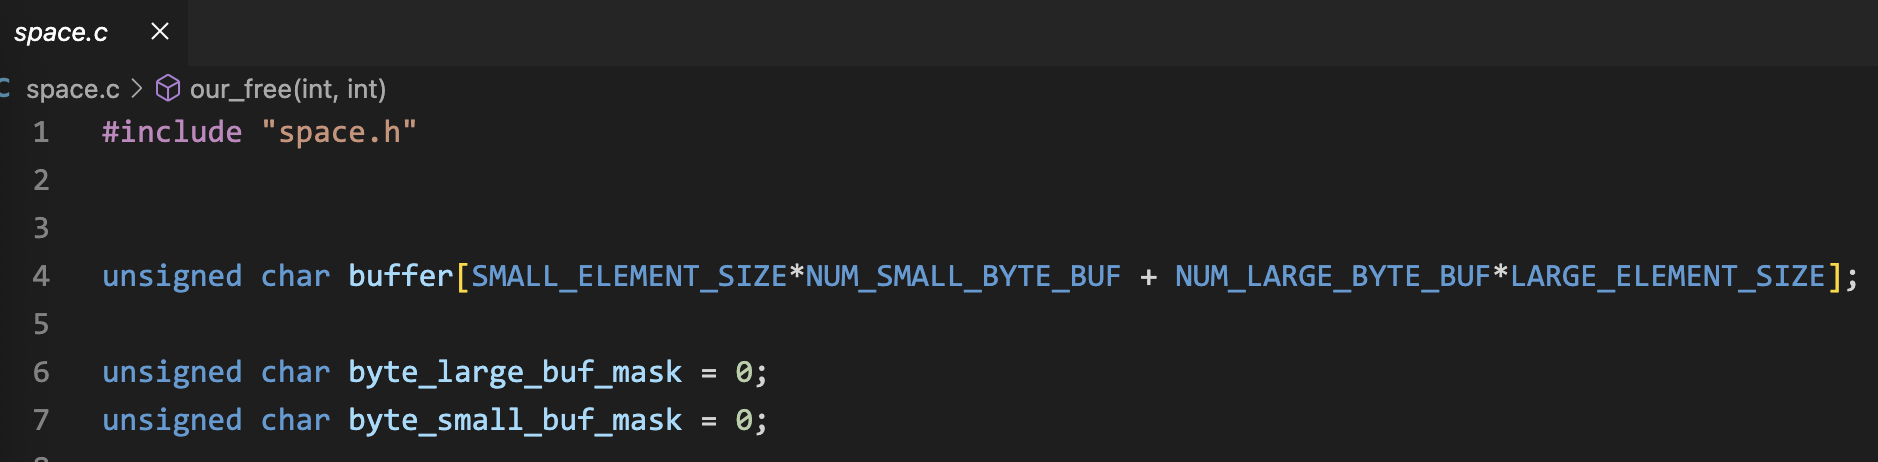 space.c
space.c > our_free(int, int)
1 #include "space.h"
2
3
4 unsigned char buffer[SMALL_ELEMENT_SIZE*NUM_SMALL_BYTE_BUF + NUM_LARGE_BYTE_BUF*LARGE_ELEMENT_SIZE];
5
6 unsigned char byte_large_buf_mask = 0;
7 unsigned char byte_small_buf_mask = 0;